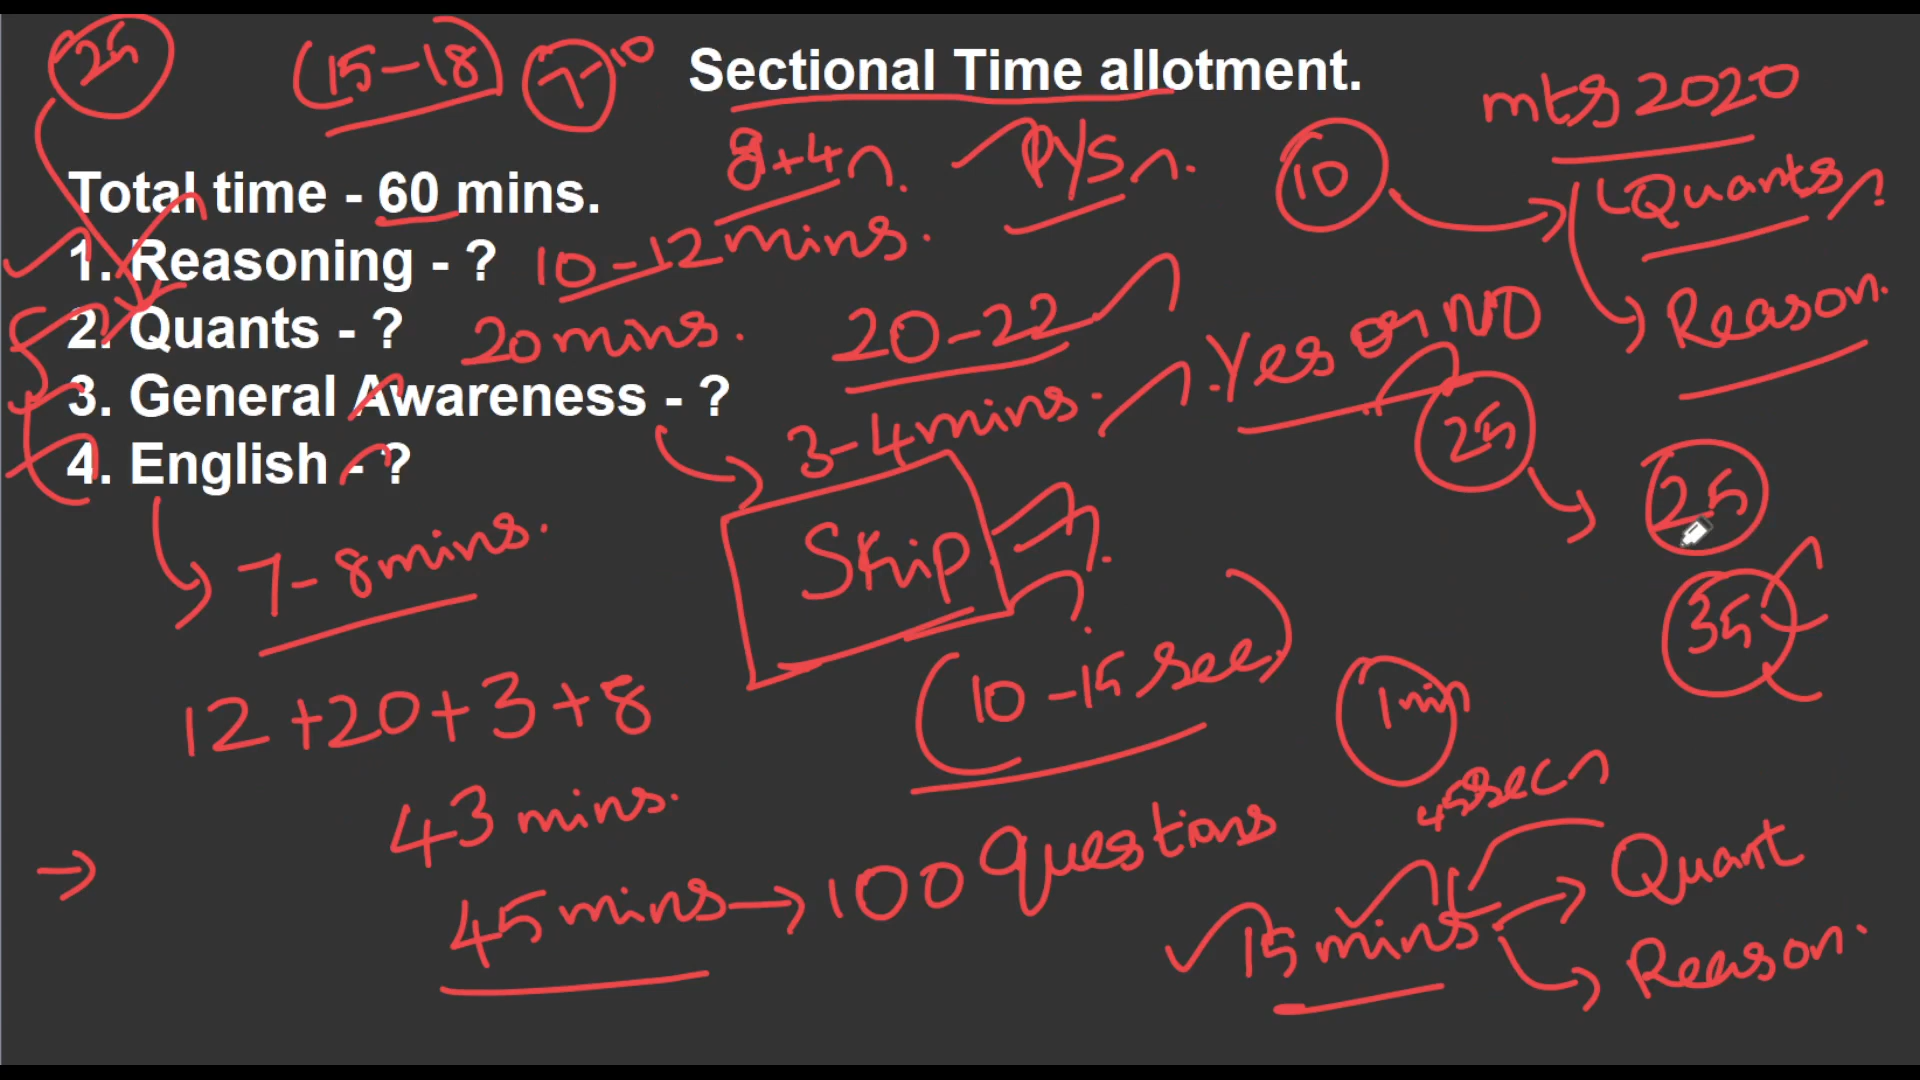 25
(15-18)
7-10
Sectional Time allotment.
mts 2020
8+4
PYS
10
Quants
Total time - 60 mins.
1. Reasoning - ?
10-12 mins.
Reason.
2. Quants - ?
20 mins.
20-22
Yes or NO
3. General Awareness - ?
3-4 mins.
25
25
4. English - ?
Skip
7-8 mins.
35
(10-15 sec)
1 min
12+20+3+8
45 sec
43 mins.
45 mins → 100 Questions
Quant
15 mins
Reason.